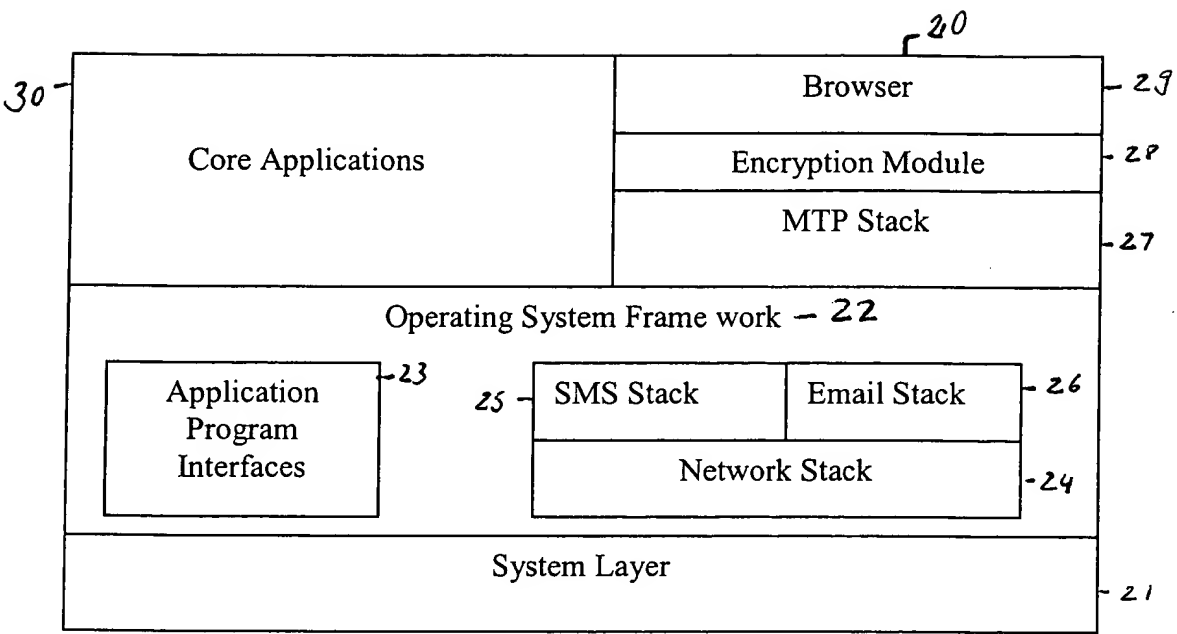 20
30
Browser
29
Core Applications
Encryption Module
28
MTP Stack
27
Operating System Frame work – 22
Application
Program
Interfaces
23
25
SMS Stack
Email Stack
26
Network Stack
24
System Layer
21